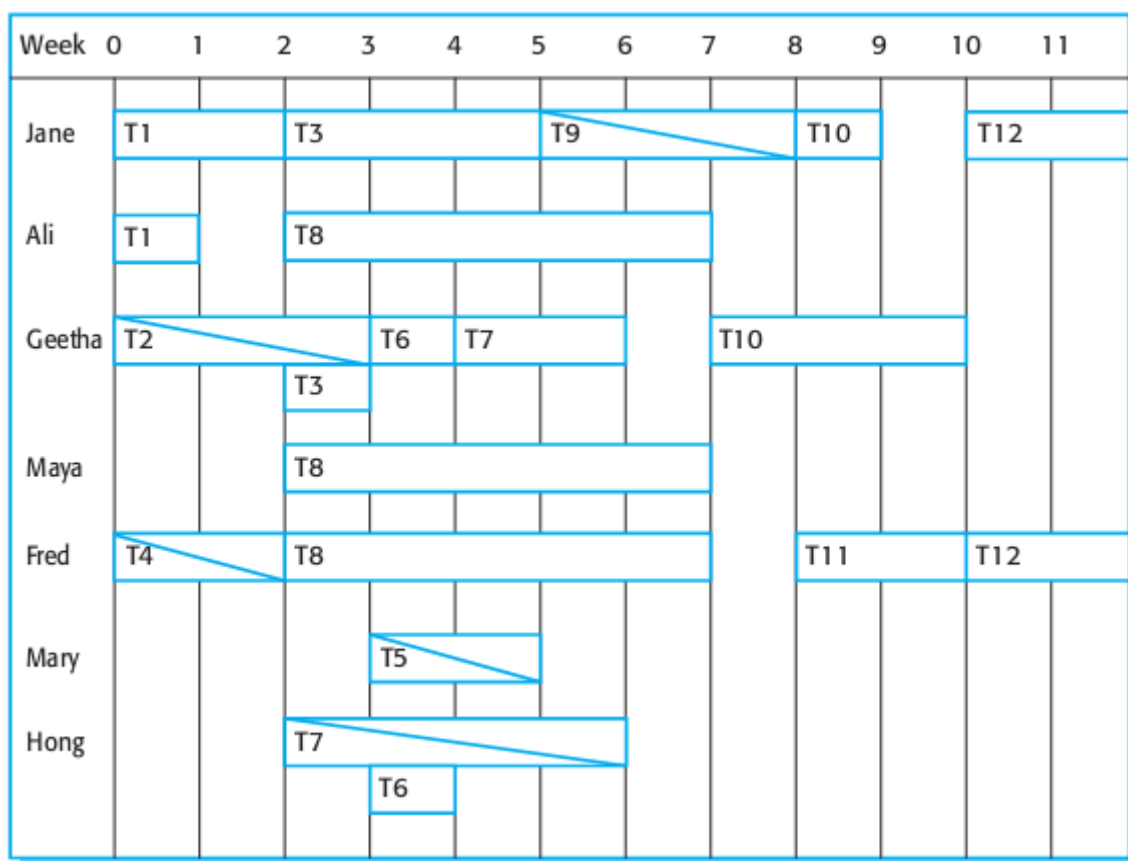 Week 0 1 2 3 4 5 6 7 8 9 10 11
Jane T1 T3 T9 T10 T12
Ali T1 T8
Geetha T2 T6 T7 T10
T3
Maya T8
Fred T4 T8 T11 T12
Mary T5
Hong T7
T6